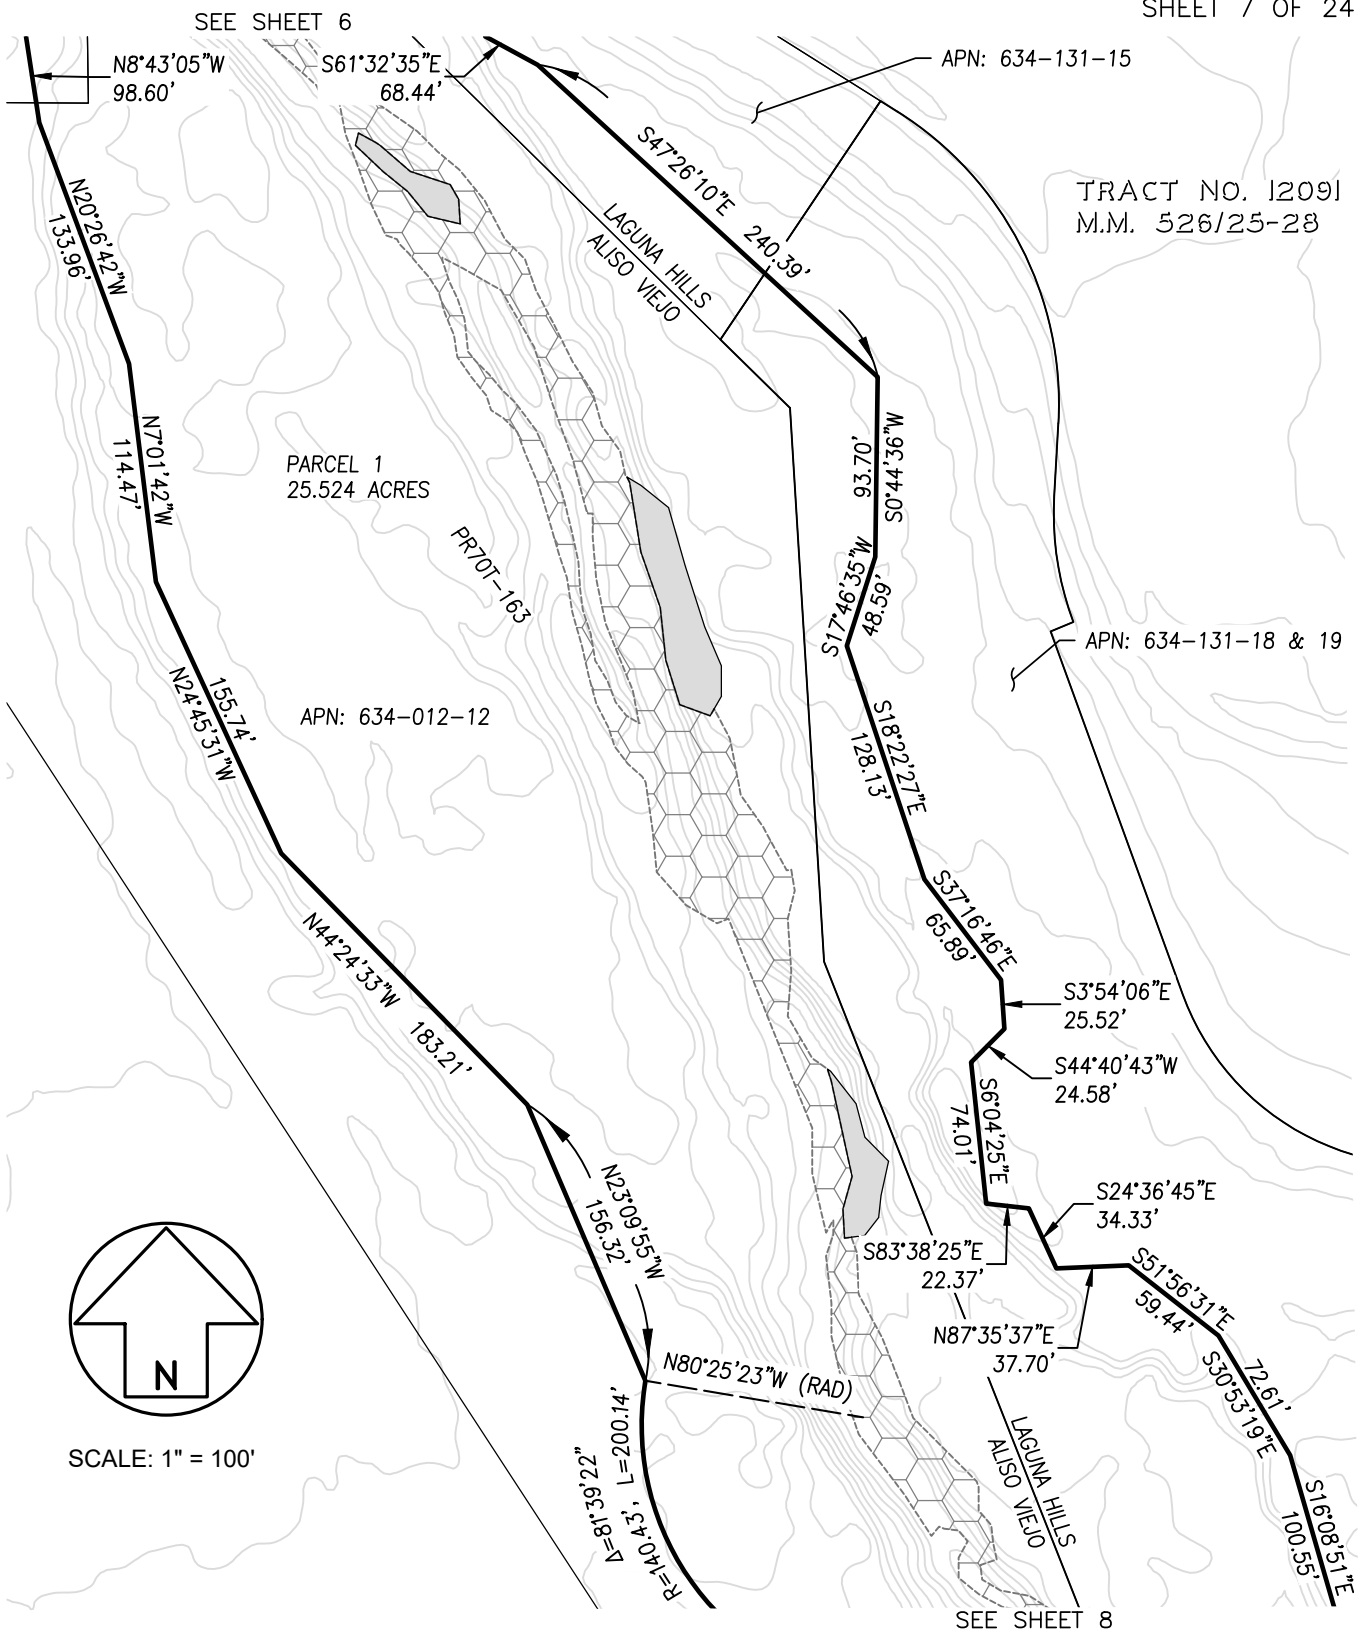 SHEET 7 OF 24
SEE SHEET 6
N8°43'05"W
98.60'
S61°32'35"E
68.44'
APN: 634-131-15
S47°26'10"E 240.39'
TRACT NO. 12091
M.M. 526/25-28
N20°26'42"W
133.96'
LAGUNA HILLS
ALISO VIEJO
N7°01'42"W
114.47'
PARCEL 1
25.524 ACRES
93.70'
S0°44'36"W
PR70T-163
S17°46'35"W
48.59'
APN: 634-131-18 & 19
155.74'
N24°45'31"W
APN: 634-012-12
S18°22'27"E
128.13'
S37°16'46"E
65.89'
N44°24'33"W 183.21'
S3°54'06"E
25.52'
S44°40'43"W
24.58'
S6°04'25"E
74.01'
N23°09'55"W
156.32'
S24°36'45"E
34.33'
S83°38'25"E
22.37'
S51°56'31"E
59.44'
N87°35'37"E
37.70'
N80°25'23"W (RAD)
72.61'
S30°53'19"E
N
SCALE: 1" = 100'
Δ=81°39'22"
R=140.43', L=200.14'
LAGUNA HILLS
ALISO VIEJO
S16°08'51"E
100.55'
SEE SHEET 8